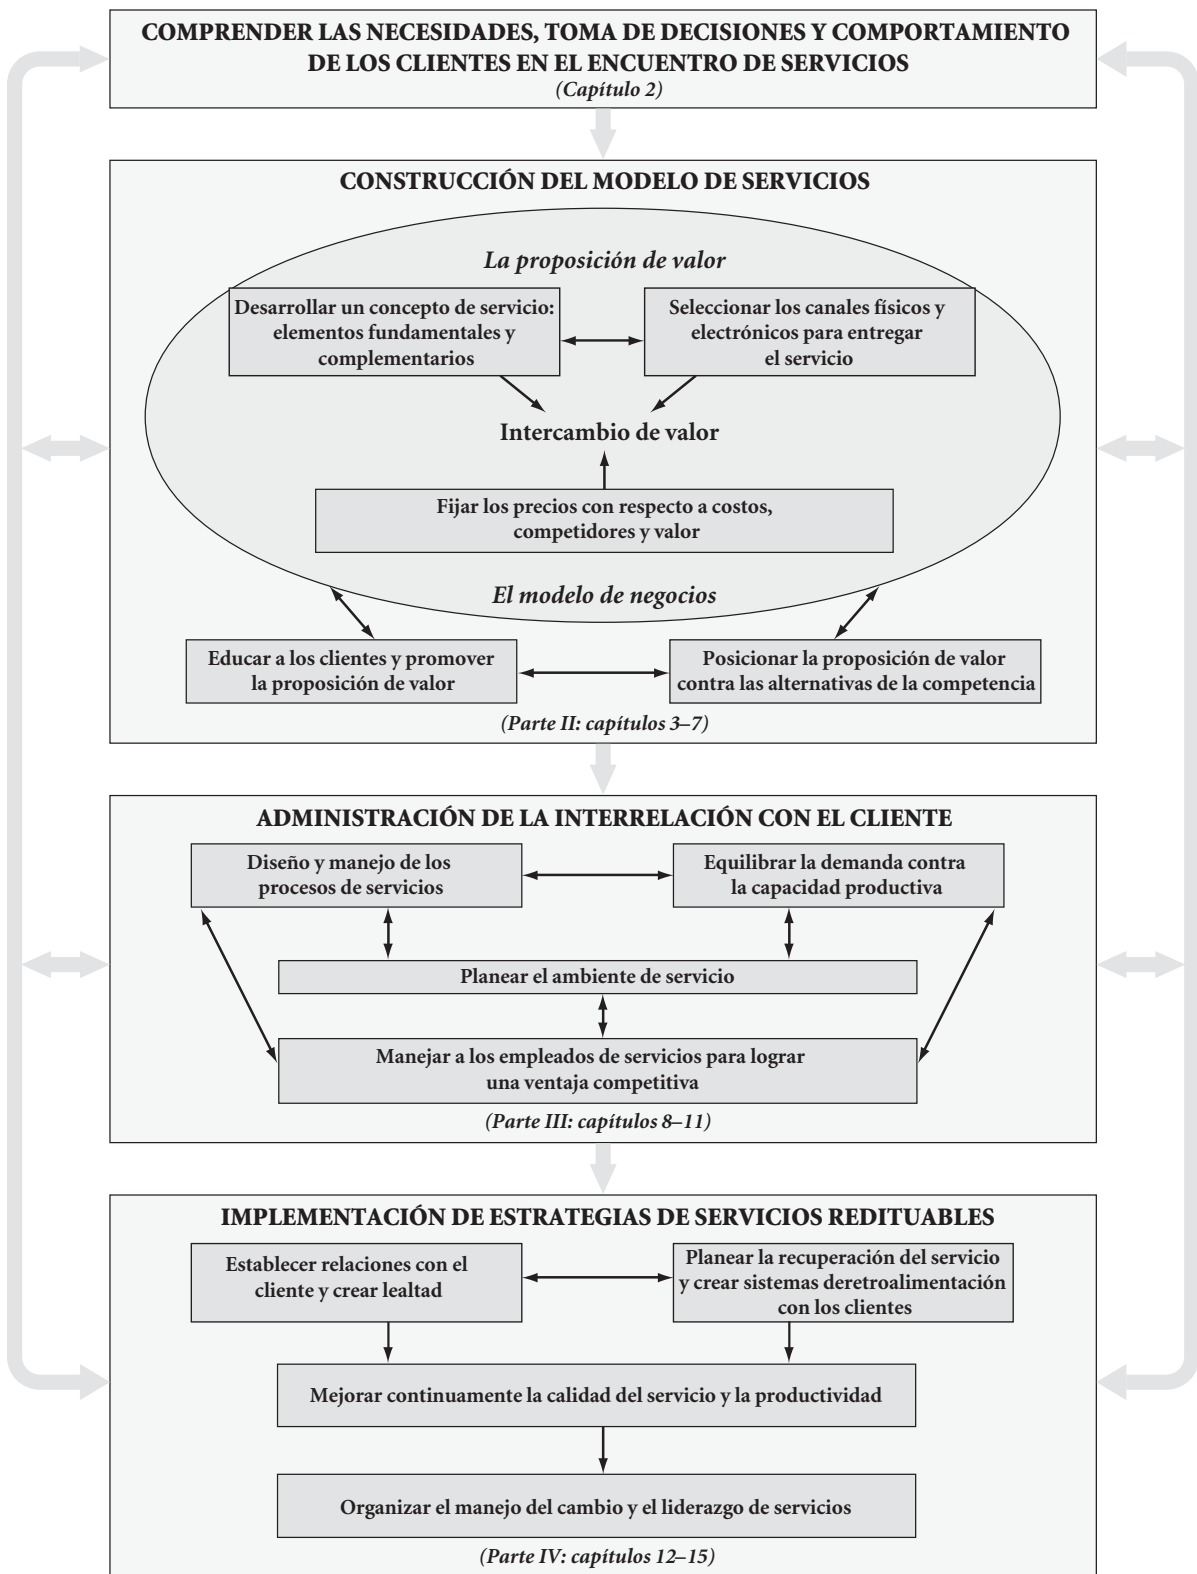 COMPRENDER LAS NECESIDADES, TOMA DE DECISIONES Y COMPORTAMIENTO
DE LOS CLIENTES EN EL ENCUENTRO DE SERVICIOS
(Capítulo 2)
CONSTRUCCIÓN DEL MODELO DE SERVICIOS
La proposición de valor
Desarrollar un concepto de servicio:
elementos fundamentales y
complementarios
Seleccionar los canales físicos y
electrónicos para entregar
el servicio
Intercambio de valor
Fijar los precios con respecto a costos,
competidores y valor
El modelo de negocios
Educar a los clientes y promover
la proposición de valor
Posicionar la proposición de valor
contra las alternativas de la competencia
(Parte II: capítulos 3–7)
ADMINISTRACIÓN DE LA INTERRELACIÓN CON EL CLIENTE
Diseño y manejo de los
procesos de servicios
Equilibrar la demanda contra
la capacidad productiva
Planear el ambiente de servicio
Manejar a los empleados de servicios para lograr
una ventaja competitiva
(Parte III: capítulos 8–11)
IMPLEMENTACIÓN DE ESTRATEGIAS DE SERVICIOS REDITUABLES
Establecer relaciones con el
cliente y crear lealtad
Planear la recuperación del servicio
y crear sistemas deretroalimentación
con los clientes
Mejorar continuamente la calidad del servicio y la productividad
Organizar el manejo del cambio y el liderazgo de servicios
(Parte IV: capítulos 12–15)